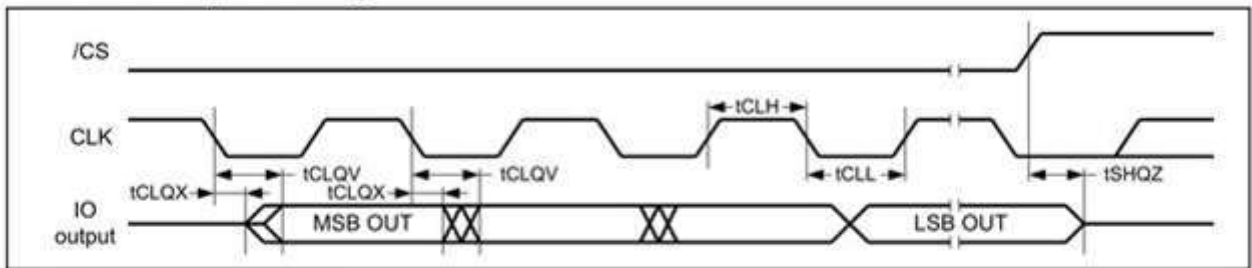 /CS
tCLH
CLK
tCLQV
tCLQV
tCLL
tSHQZ
tCLQX
tCLQX
IO
output
MSB OUT
LSB OUT